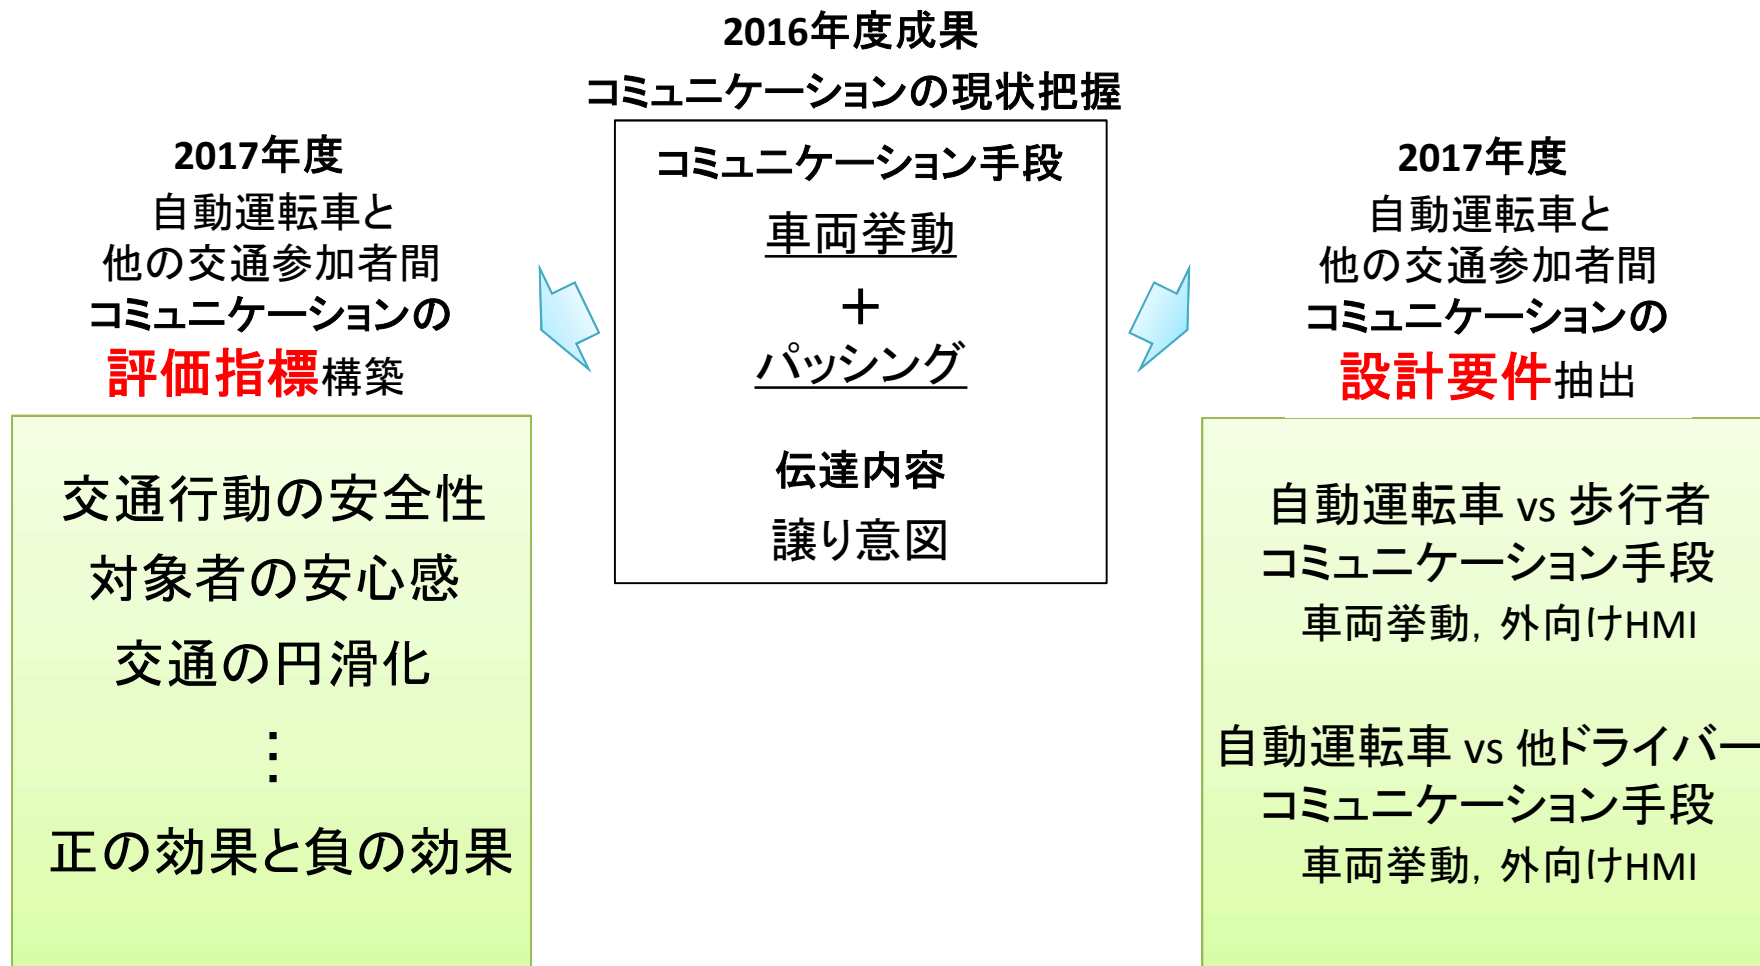 2016年度成果
コミュニケーションの現状把握
コミュニケーション手段
車両挙動
＋
パッシング
伝達内容
譲り意図
2017年度
自動運転車と
他の交通参加者間
コミュニケーションの
評価指標構築
交通行動の安全性
対象者の安心感
交通の円滑化
⋮
正の効果と負の効果
2017年度
自動運転車と
他の交通参加者間
コミュニケーションの
設計要件抽出
自動運転車 vs 歩行者
コミュニケーション手段
車両挙動，外向けHMI
自動運転車 vs 他ドライバー
コミュニケーション手段
車両挙動，外向けHMI